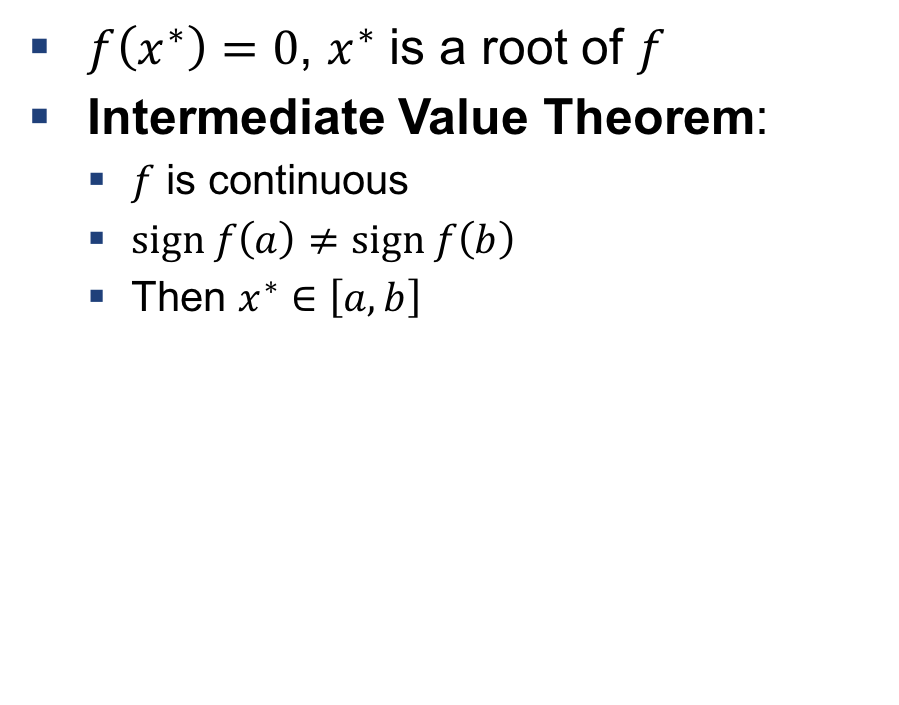 ▪ f(x*) = 0, x* is a root of f
▪ Intermediate Value Theorem:
▪ f is continuous
▪ sign f(a) ≠ sign f(b)
▪ Then x* ∈ [a, b]